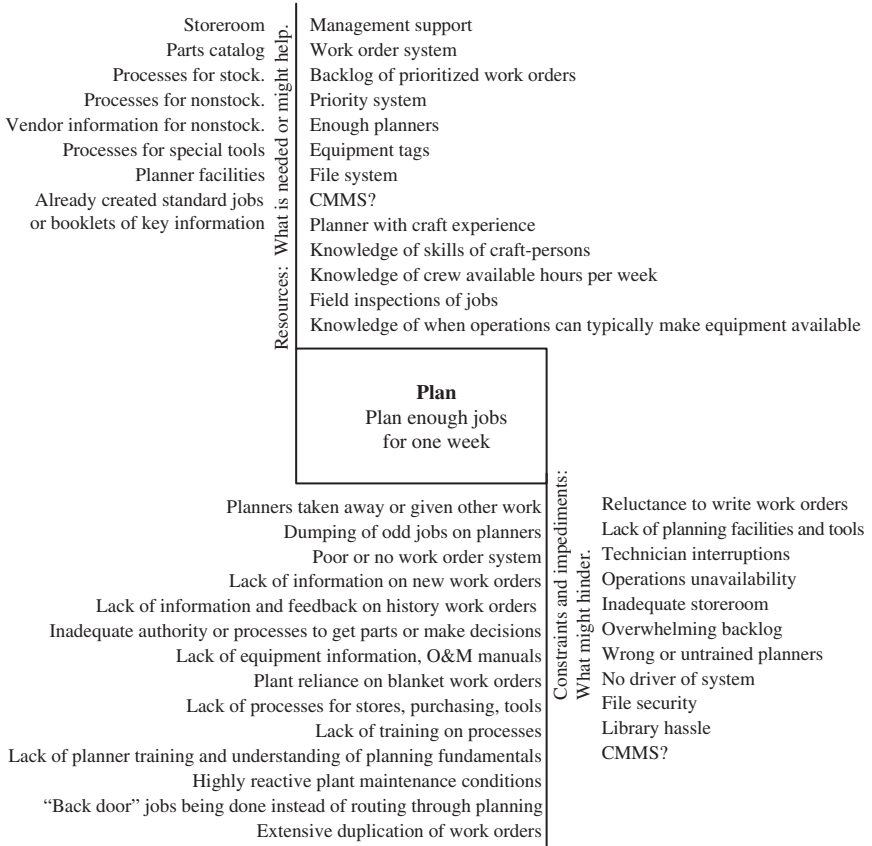 Storeroom
Parts catalog
Processes for stock.
Processes for nonstock.
Vendor information for nonstock.
Processes for special tools
Planner facilities
Already created standard jobs
or booklets of key information
Resources: What is needed or might help.
Management support
Work order system
Backlog of prioritized work orders
Priority system
Enough planners
Equipment tags
File system
CMMS?
Planner with craft experience
Knowledge of skills of craft-persons
Knowledge of crew available hours per week
Field inspections of jobs
Knowledge of when operations can typically make equipment available
Plan
Plan enough jobs
for one week
Planners taken away or given other work
Dumping of odd jobs on planners
Poor or no work order system
Lack of information on new work orders
Lack of information and feedback on history work orders
Inadequate authority or processes to get parts or make decisions
Lack of equipment information, O&M manuals
Plant reliance on blanket work orders
Lack of processes for stores, purchasing, tools
Lack of training on processes
Lack of planner training and understanding of planning fundamentals
Highly reactive plant maintenance conditions
“Back door” jobs being done instead of routing through planning
Extensive duplication of work orders
Constraints and impediments:
What might hinder.
Reluctance to write work orders
Lack of planning facilities and tools
Technician interruptions
Operations unavailability
Inadequate storeroom
Overwhelming backlog
Wrong or untrained planners
No driver of system
File security
Library hassle
CMMS?